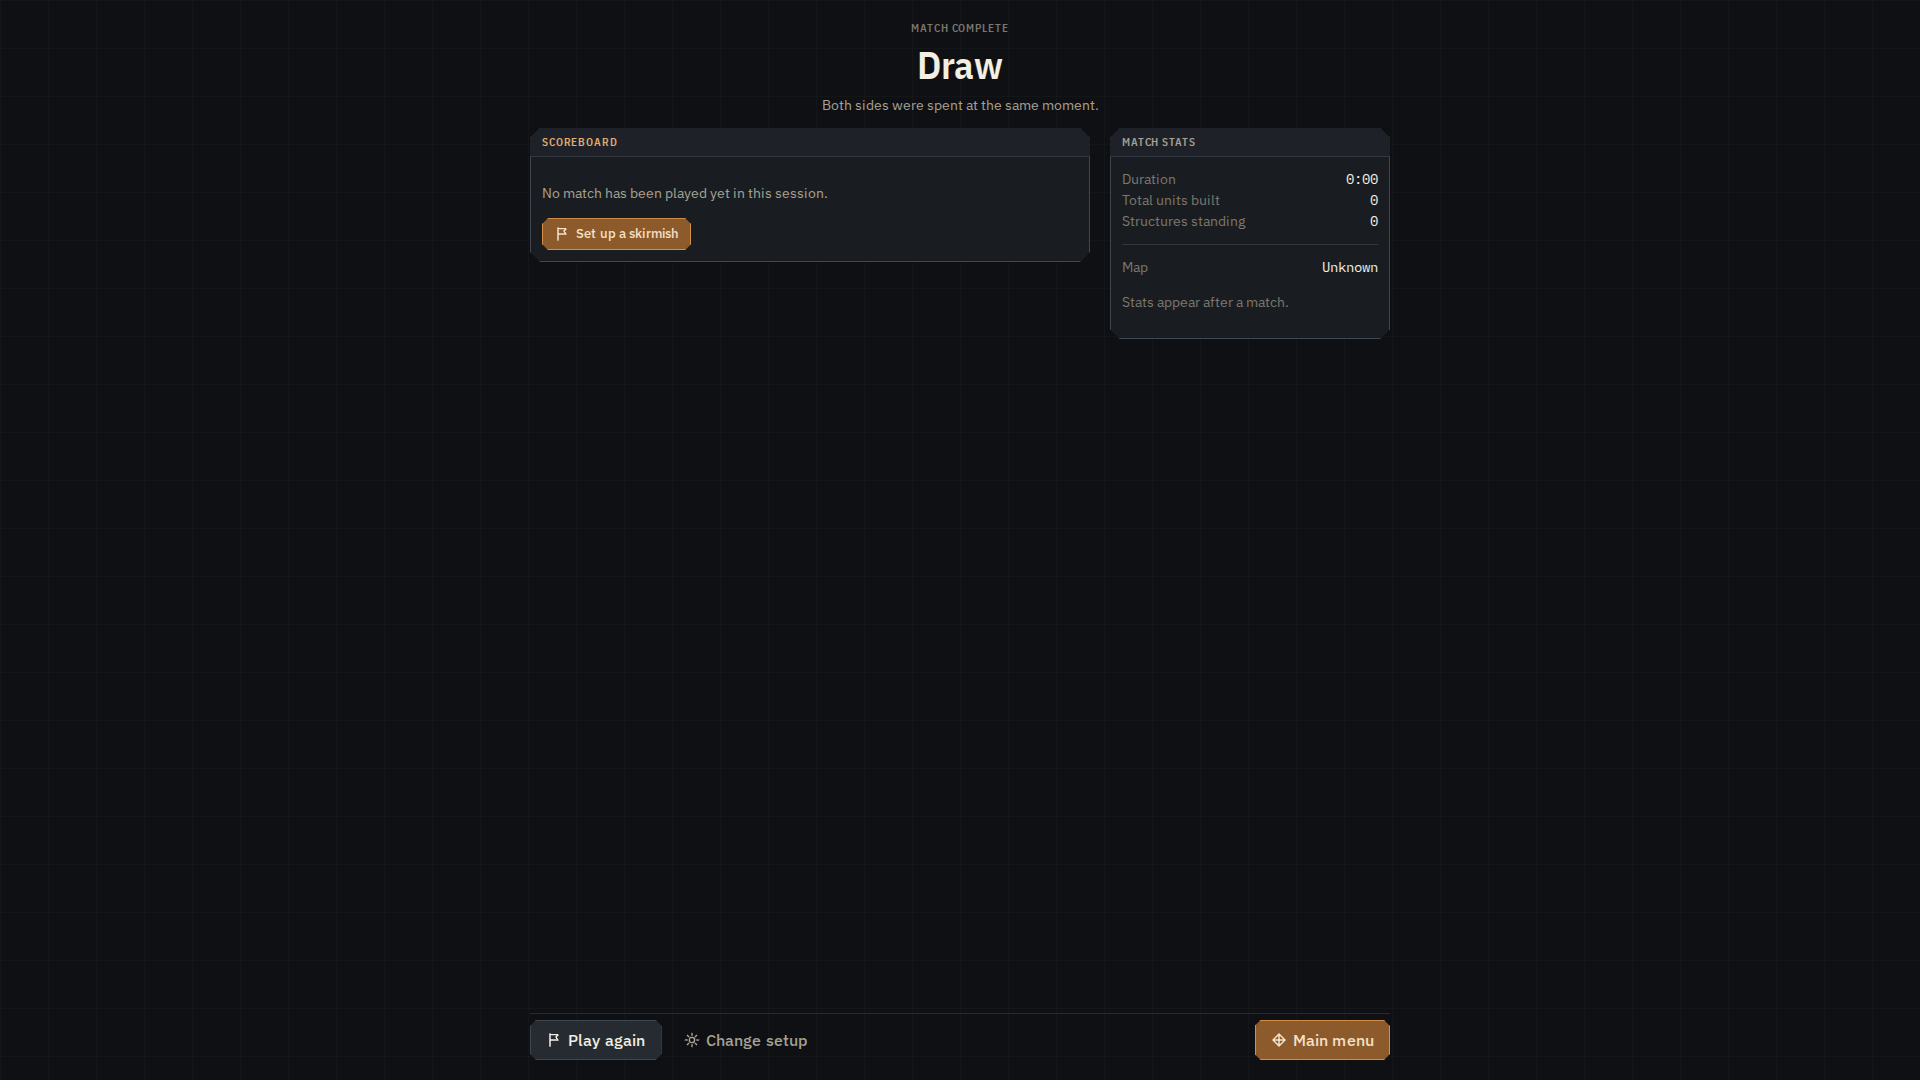 MATCH COMPLETE
Draw
Both sides were spent at the same moment.
SCOREBOARD
No match has been played yet in this session.
Set up a skirmish
MATCH STATS
Duration 0:00
Total units built 0
Structures standing 0
Map Unknown
Stats appear after a match.
Play again
Change setup
Main menu